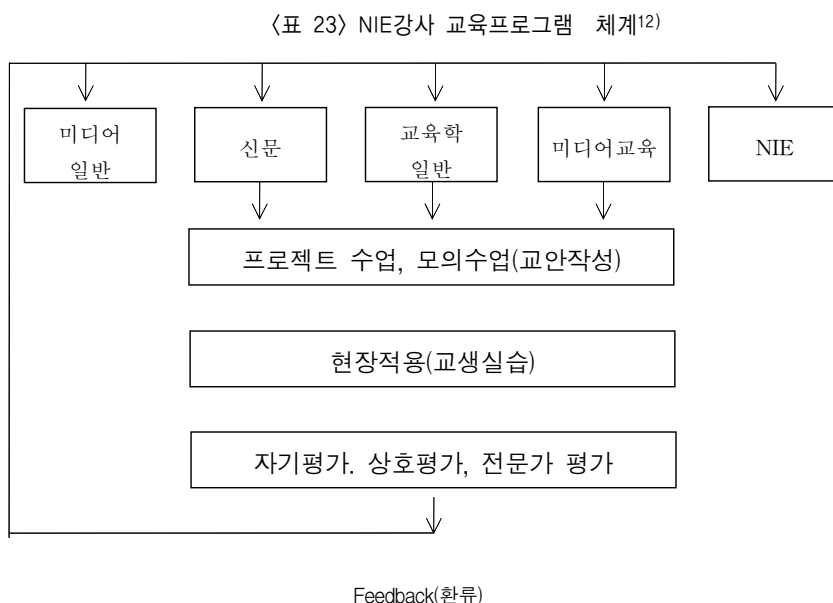 〈표 23〉 NIE강사 교육프로그램 체계12)
미디어
일반
신문
교육학
일반
미디어교육
NIE
프로젝트 수업, 모의수업(교안작성)
현장적용(교생실습)
자기평가. 상호평가, 전문가 평가
Feedback(환류)